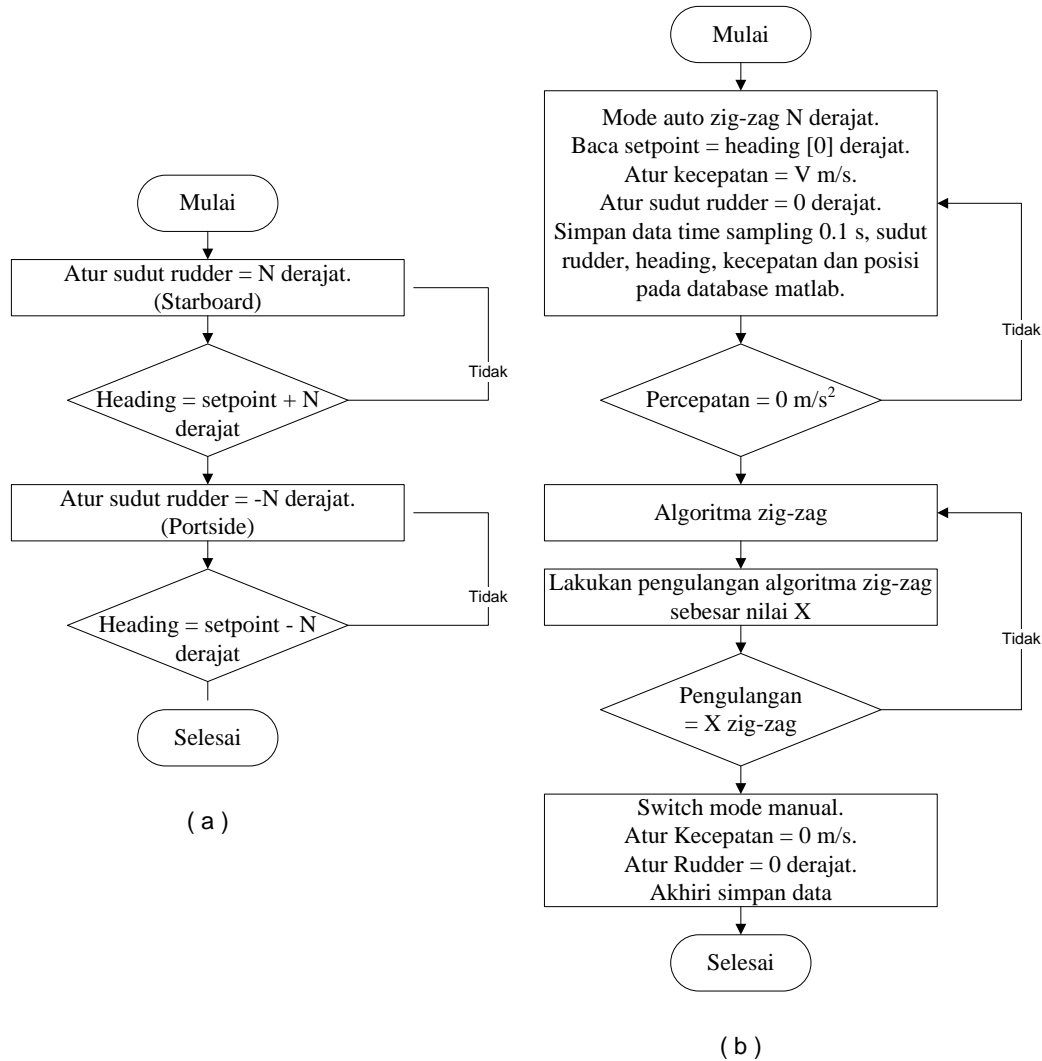 Mulai
Atur sudut rudder = N derajat.
(Starboard)
Tidak
Heading = setpoint + N
derajat
Atur sudut rudder = -N derajat.
(Portside)
Tidak
Heading = setpoint - N
derajat
Selesai
( a )
Mulai
Mode auto zig-zag N derajat.
Baca setpoint = heading [0] derajat.
Atur kecepatan = V m/s.
Atur sudut rudder = 0 derajat.
Simpan data time sampling 0.1 s, sudut
rudder, heading, kecepatan dan posisi
pada database matlab.
Tidak
Percepatan = 0 m/s²
Algoritma zig-zag
Lakukan pengulangan algoritma zig-zag
sebesar nilai X
Tidak
Pengulangan
= X zig-zag
Switch mode manual.
Atur Kecepatan = 0 m/s.
Atur Rudder = 0 derajat.
Akhiri simpan data
Selesai
( b )